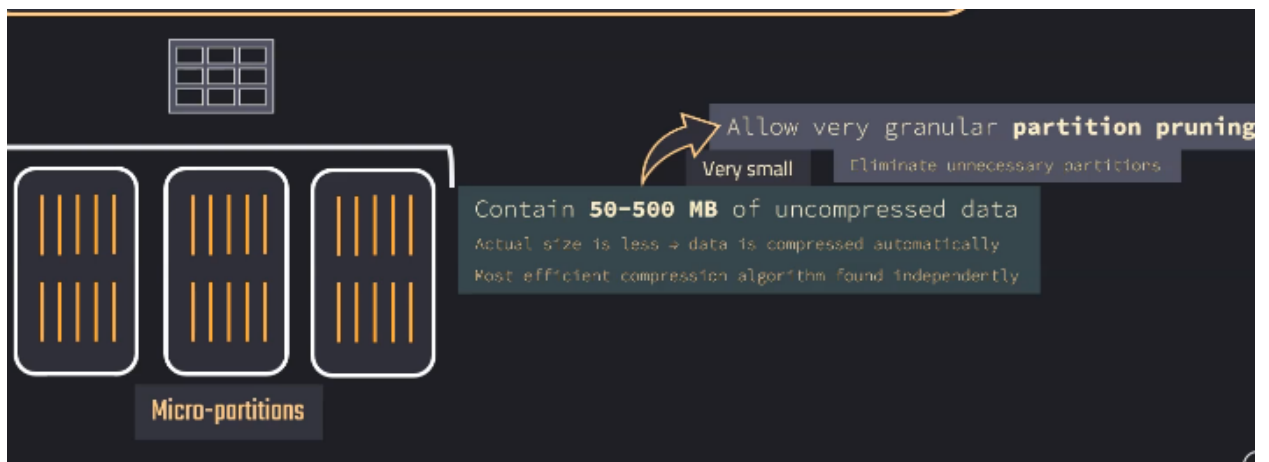 Allow very granular partition pruning
Very small
Eliminate unnecessary partitions
Contain 50-500 MB of uncompressed data
Actual size is less → data is compressed automatically
Most efficient compression algorithm found independently
Micro-partitions